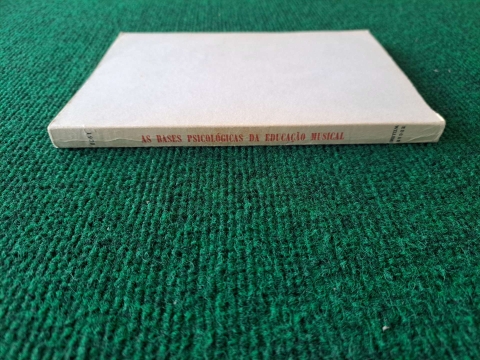 AS BASES PSICOLÓGICAS DA EDUCAÇÃO MUSICAL